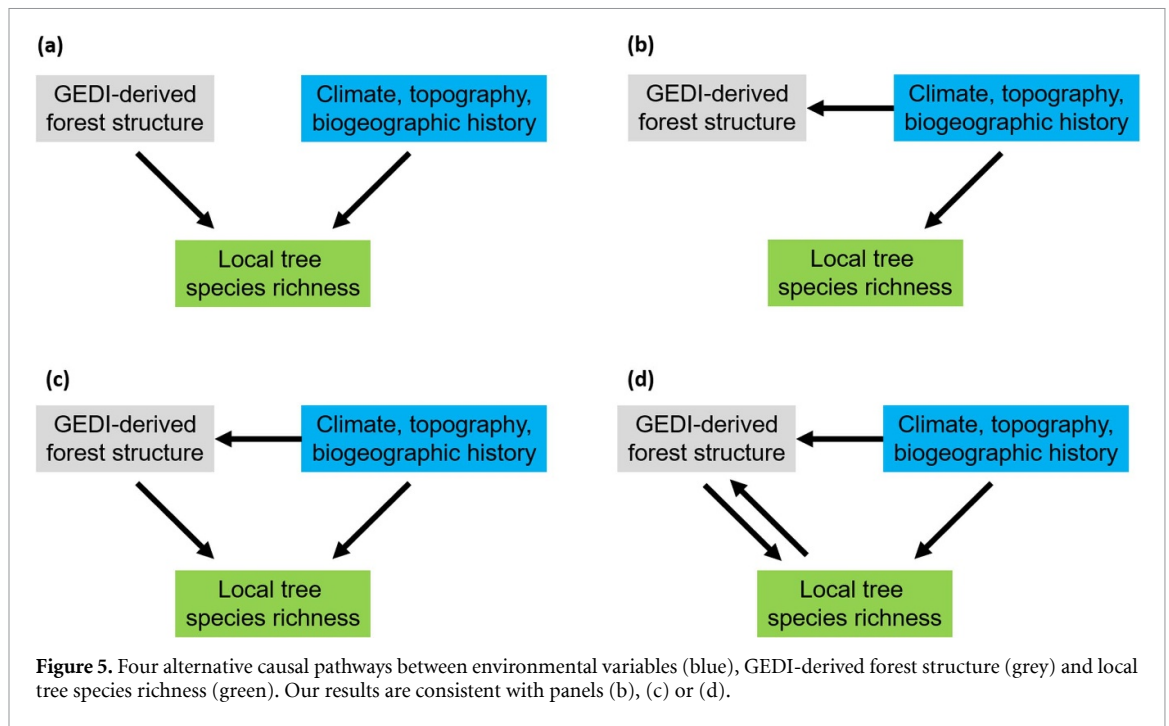 (a)
GEDI-derived
forest structure
Climate, topography,
biogeographic history
Local tree
species richness
(b)
GEDI-derived
forest structure
Climate, topography,
biogeographic history
Local tree
species richness
(c)
GEDI-derived
forest structure
Climate, topography,
biogeographic history
Local tree
species richness
(d)
GEDI-derived
forest structure
Climate, topography,
biogeographic history
Local tree
species richness
Figure 5. Four alternative causal pathways between environmental variables (blue), GEDI-derived forest structure (grey) and local
tree species richness (green). Our results are consistent with panels (b), (c) or (d).